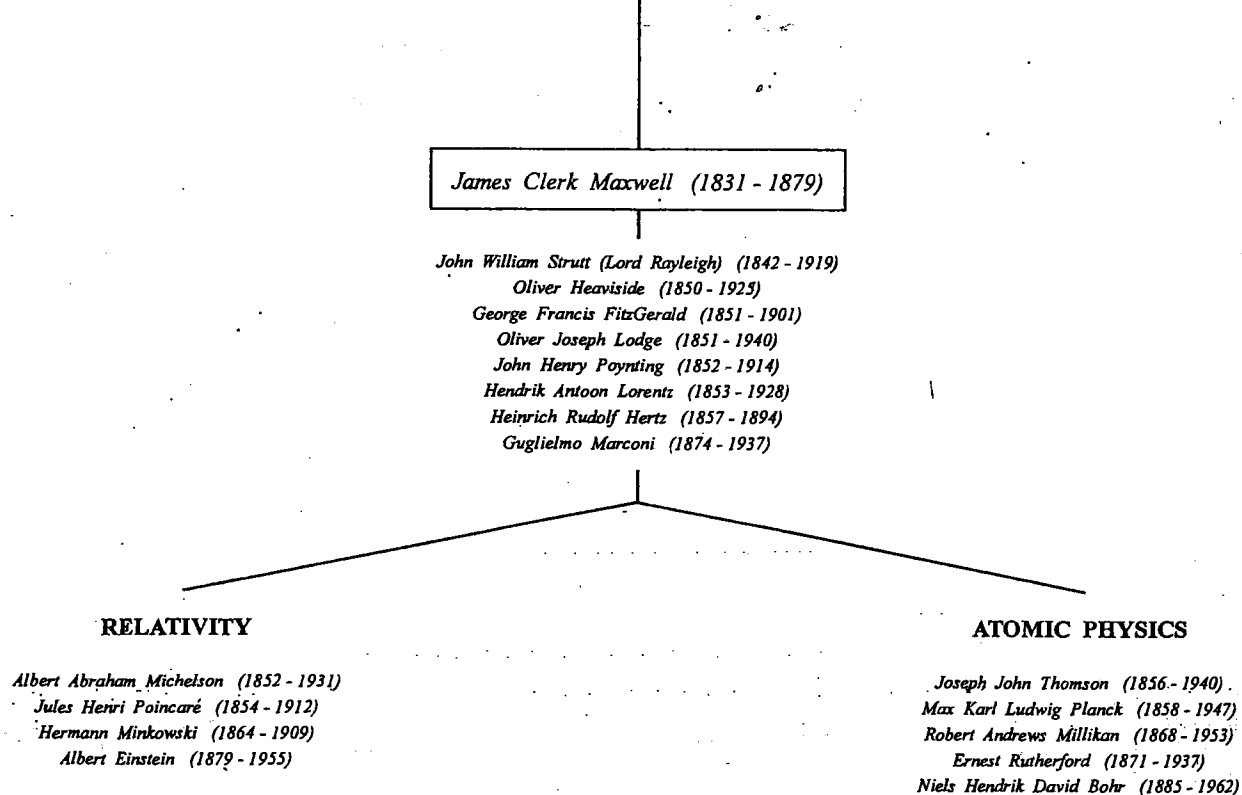 James Clerk Maxwell (1831 - 1879)
John William Strutt (Lord Rayleigh) (1842 - 1919)
Oliver Heaviside (1850 - 1925)
George Francis FitzGerald (1851 - 1901)
Oliver Joseph Lodge (1851 - 1940)
John Henry Poynting (1852 - 1914)
Hendrik Antoon Lorentz (1853 - 1928)
Heinrich Rudolf Hertz (1857 - 1894)
Guglielmo Marconi (1874 - 1937)
RELATIVITY
Albert Abraham Michelson (1852 - 1931)
Jules Henri Poincaré (1854 - 1912)
Hermann Minkowski (1864 - 1909)
Albert Einstein (1879 - 1955)
ATOMIC PHYSICS
Joseph John Thomson (1856 - 1940)
Max Karl Ludwig Planck (1858 - 1947)
Robert Andrews Millikan (1868 - 1953)
Ernest Rutherford (1871 - 1937)
Niels Hendrik David Bohr (1885 - 1962)